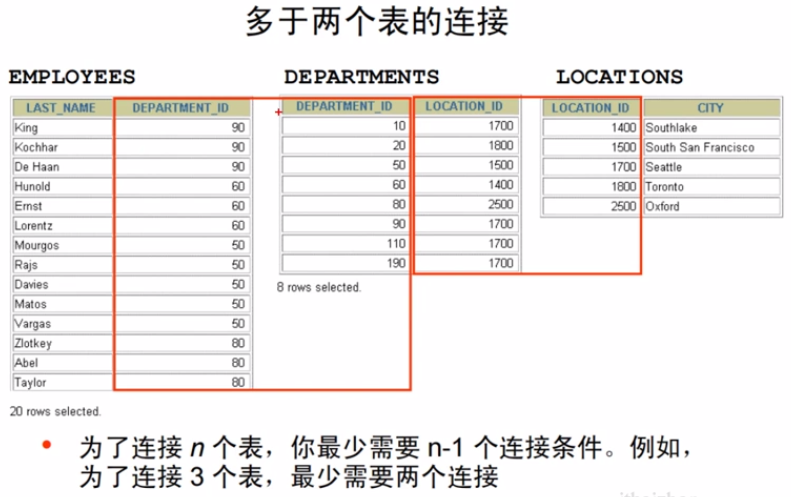 多于两个表的连接
EMPLOYEES DEPARTMENTS LOCATIONS
LAST_NAME DEPARTMENT_ID DEPARTMENT_ID LOCATION_ID LOCATION_ID CITY
King 90 10 1700 1400 Southlake
Kochhar 90 20 1800 1500 South San Francisco
De Haan 90 50 1500 1700 Seattle
Hunold 60 60 1400 1800 Toronto
Ernst 60 80 2500 2500 Oxford
Lorentz 60 90 1700
Mourgos 50 110 1700
Rajs 50 190 1700
Davies 50 8 rows selected.
Matos 50
Vargas 50
Zlotkey 80
Abel 80
Taylor 80
20 rows selected.
• 为了连接 n 个表，你最少需要 n-1 个连接条件。例如，
为了连接 3 个表，最少需要两个连接